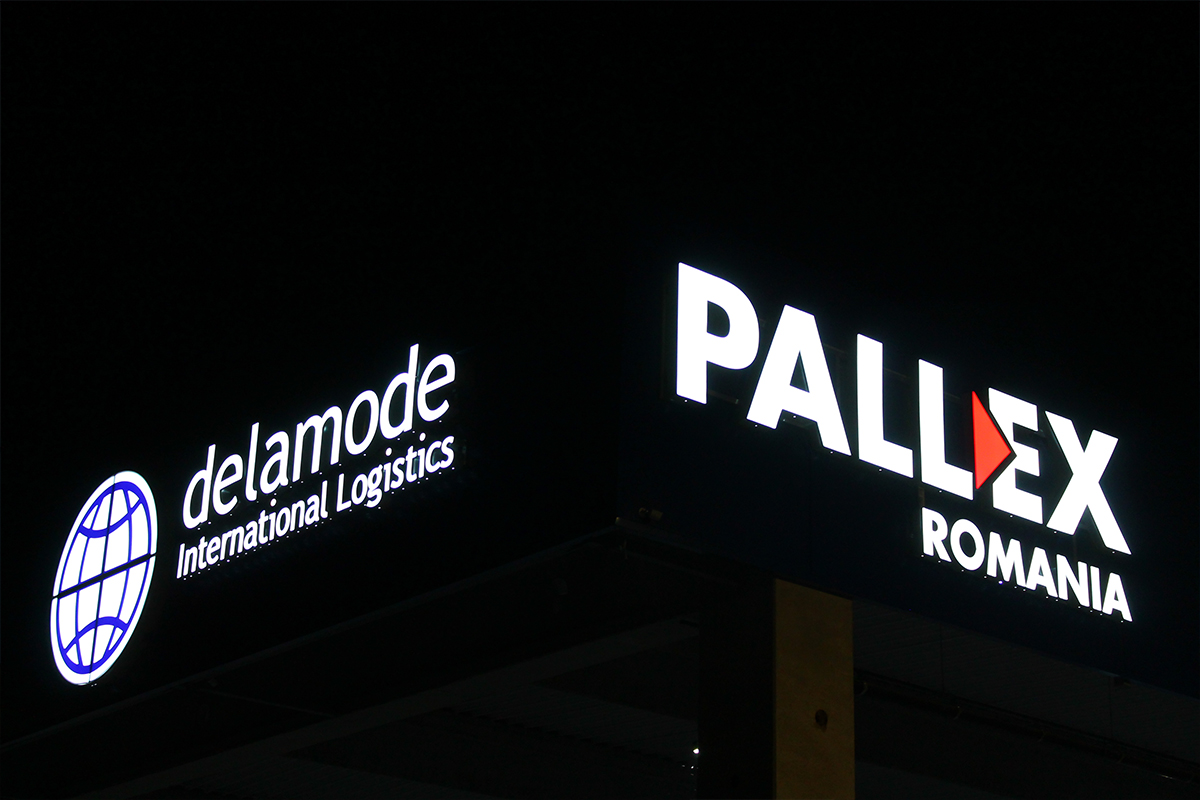 delamode
International Logistics
PALLEX
ROMANIA